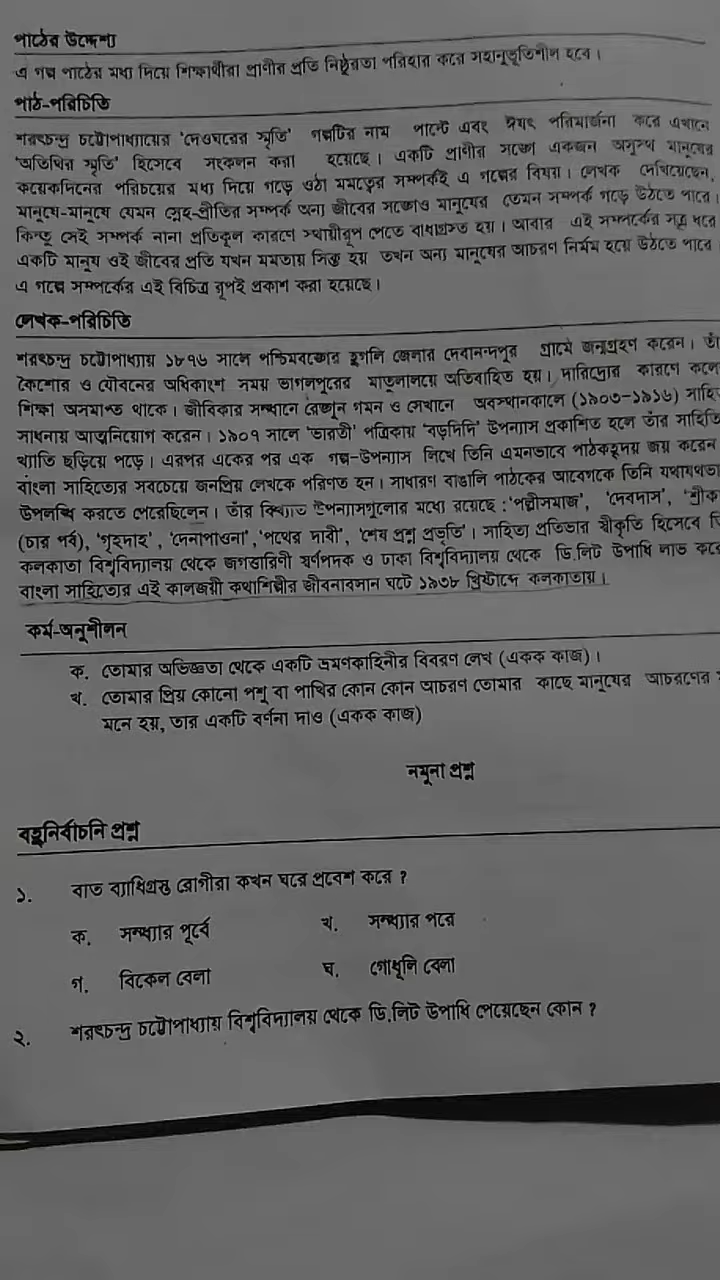 পাঠের উদ্দেশ্য
এ গল্প পাঠের মধ্য দিয়ে শিক্ষার্থীরা প্রাণীর প্রতি নিষ্ঠুরতা পরিহার করে সহানুভূতিশীল হবে।
পাঠ-পরিচিতি
শরৎচন্দ্র চট্টোপাধ্যায়ের 'দেওঘরের স্মৃতি' গল্পটির নাম পাল্টে এবং ঈষৎ পরিমার্জনা করে এখানে
'অতিথির স্মৃতি' হিসেবে সংকলন করা হয়েছে। একটি প্রাণীর সঙ্গে একজন অসুস্থ মানুষের
কয়েকদিনের পরিচয়ের মধ্য দিয়ে গড়ে ওঠা মমত্বের সম্পর্কই এ গল্পের বিষয়। লেখক দেখিয়েছেন,
মানুষে-মানুষে যেমন স্নেহ-প্রীতির সম্পর্ক অন্য জীবের সঙ্গেও মানুষের তেমন সম্পর্ক গড়ে উঠতে পারে।
কিন্তু সেই সম্পর্ক নানা প্রতিকূল কারণে স্থায়ীরূপ পেতে বাধাগ্রস্ত হয়। আবার এই সম্পর্কের সূত্র ধরে
একটি মানুষ ওই জীবের প্রতি যখন মমতায় সিক্ত হয় তখন অন্য মানুষের আচরণ নির্মম হয়ে উঠতে পারে
এ গল্পে সম্পর্কের এই বিচিত্র রূপই প্রকাশ করা হয়েছে।
লেখক-পরিচিতি
শরৎচন্দ্র চট্টোপাধ্যায় ১৮৭৬ সালে পশ্চিমবঙ্গের হুগলি জেলার দেবানন্দপুর গ্রামে জন্মগ্রহণ করেন। তাঁ
কৈশোর ও যৌবনের অধিকাংশ সময় ভাগলপুরের মাতুলালয়ে অতিবাহিত হয়। দারিদ্র্যের কারণে কলে
শিক্ষা অসমাপ্ত থাকে। জীবিকার সন্ধানে রেঙ্গুন গমন ও সেখানে অবস্থানকালে (১৯০৩-১৯১৬) সাহি
সাধনায় আত্মনিয়োগ করেন। ১৯০৭ সালে 'ভারতী' পত্রিকায় 'বড়দিদি' উপন্যাস প্রকাশিত হলে তাঁর সাহিতি
খ্যাতি ছড়িয়ে পড়ে। এরপর একের পর এক গল্প-উপন্যাস লিখে তিনি এমনভাবে পাঠকহৃদয় জয় করেন
বাংলা সাহিত্যের সবচেয়ে জনপ্রিয় লেখকে পরিণত হন। সাধারণ বাঙালি পাঠকের আবেগকে তিনি যথাযথভা
উপলব্ধি করতে পেরেছিলেন। তাঁর বিখ্যাত উপন্যাসগুলোর মধ্যে রয়েছে : 'পল্লীসমাজ', 'দেবদাস', 'শ্রীক
(চার পর্ব), 'গৃহদাহ', 'দেনাপাওনা', 'পথের দাবী', 'শেষ প্রশ্ন প্রভৃতি'। সাহিত্য প্রতিভার স্বীকৃতি হিসেবে তি
কলকাতা বিশ্ববিদ্যালয় থেকে জগত্তারিণী স্বর্ণপদক ও ঢাকা বিশ্ববিদ্যালয় থেকে ডি.লিট উপাধি লাভ করে
বাংলা সাহিত্যের এই কালজয়ী কথাশিল্পীর জীবনাবসান ঘটে ১৯৩৮ খ্রিষ্টাব্দে কলকাতায়।
কর্ম-অনুশীলন
ক. তোমার অভিজ্ঞতা থেকে একটি ভ্রমণকাহিনীর বিবরণ লেখ (একক কাজ)।
খ. তোমার প্রিয় কোনো পশু বা পাখির কোন কোন আচরণ তোমার কাছে মানুষের আচরণের
মনে হয়, তার একটি বর্ণনা দাও (একক কাজ)
নমুনা প্রশ্ন
বহুনির্বাচনি প্রশ্ন
১. বাত ব্যাধিগ্রস্ত রোগীরা কখন ঘরে প্রবেশ করে ?
ক. সন্ধ্যার পূর্বে খ. সন্ধ্যার পরে
গ. বিকেল বেলা ঘ. গোধূলি বেলা
২. শরৎচন্দ্র চট্টোপাধ্যায় বিশ্ববিদ্যালয় থেকে ডি.লিট উপাধি পেয়েছেন কোন ?